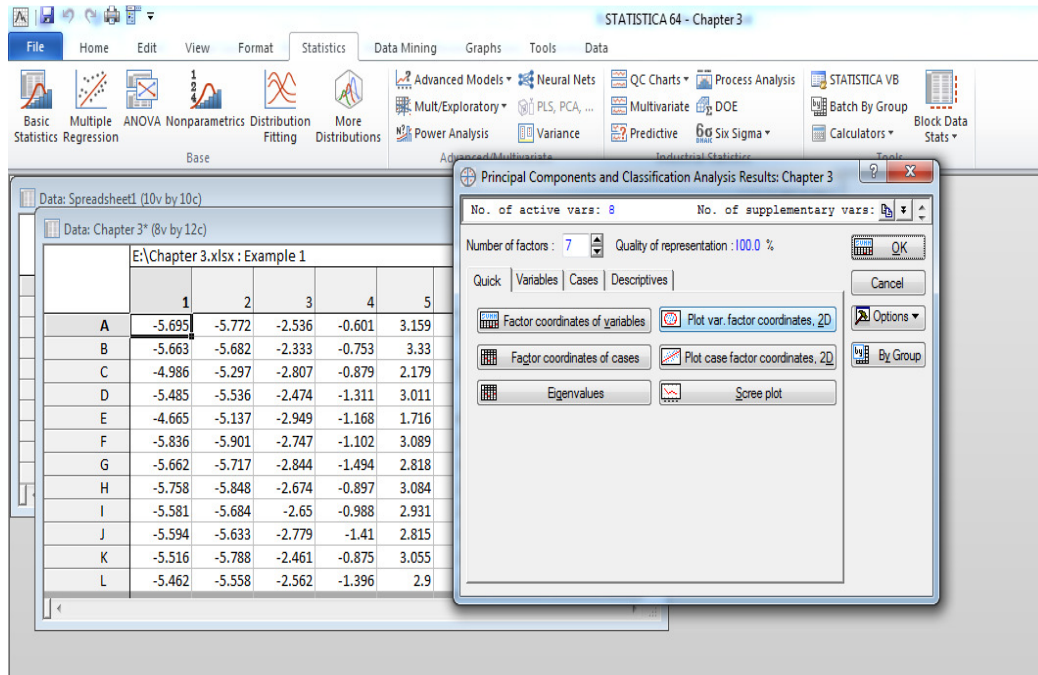 STATISTICA 64 - Chapter 3
File Home Edit View Format Statistics Data Mining Graphs Tools Data
Basic Statistics
Multiple Regression
ANOVA
Nonparametrics
Distribution Fitting
More Distributions
Base
Advanced Models
Mult/Exploratory
Power Analysis
Neural Nets
PLS, PCA, ...
Variance
Advanced/Multivariate
QC Charts
Multivariate
Predictive
Process Analysis
DOE
Six Sigma
Industrial Statistics
STATISTICA VB
Batch By Group
Calculators
Block Data Stats
Tools
Data: Spreadsheet1 (10v by 10c)
Data: Chapter 3* (8v by 12c)
E:\Chapter 3.xlsx : Example 1
1 2 3 4 5
A -5.695 -5.772 -2.536 -0.601 3.159
B -5.663 -5.682 -2.333 -0.753 3.33
C -4.986 -5.297 -2.807 -0.879 2.179
D -5.485 -5.536 -2.474 -1.311 3.011
E -4.665 -5.137 -2.949 -1.168 1.716
F -5.836 -5.901 -2.747 -1.102 3.089
G -5.662 -5.717 -2.844 -1.494 2.818
H -5.758 -5.848 -2.674 -0.897 3.084
I -5.581 -5.684 -2.65 -0.988 2.931
J -5.594 -5.633 -2.779 -1.41 2.815
K -5.516 -5.788 -2.461 -0.875 3.055
L -5.462 -5.558 -2.562 -1.396 2.9
Principal Components and Classification Analysis Results: Chapter 3
No. of active vars: 8 No. of supplementary vars:
Number of factors : 7 Quality of representation : 100.0 %
Quick Variables Cases Descriptives
Factor coordinates of variables
Plot var. factor coordinates, 2D
Factor coordinates of cases
Plot case factor coordinates, 2D
Eigenvalues
Scree plot
OK
Cancel
Options
By Group